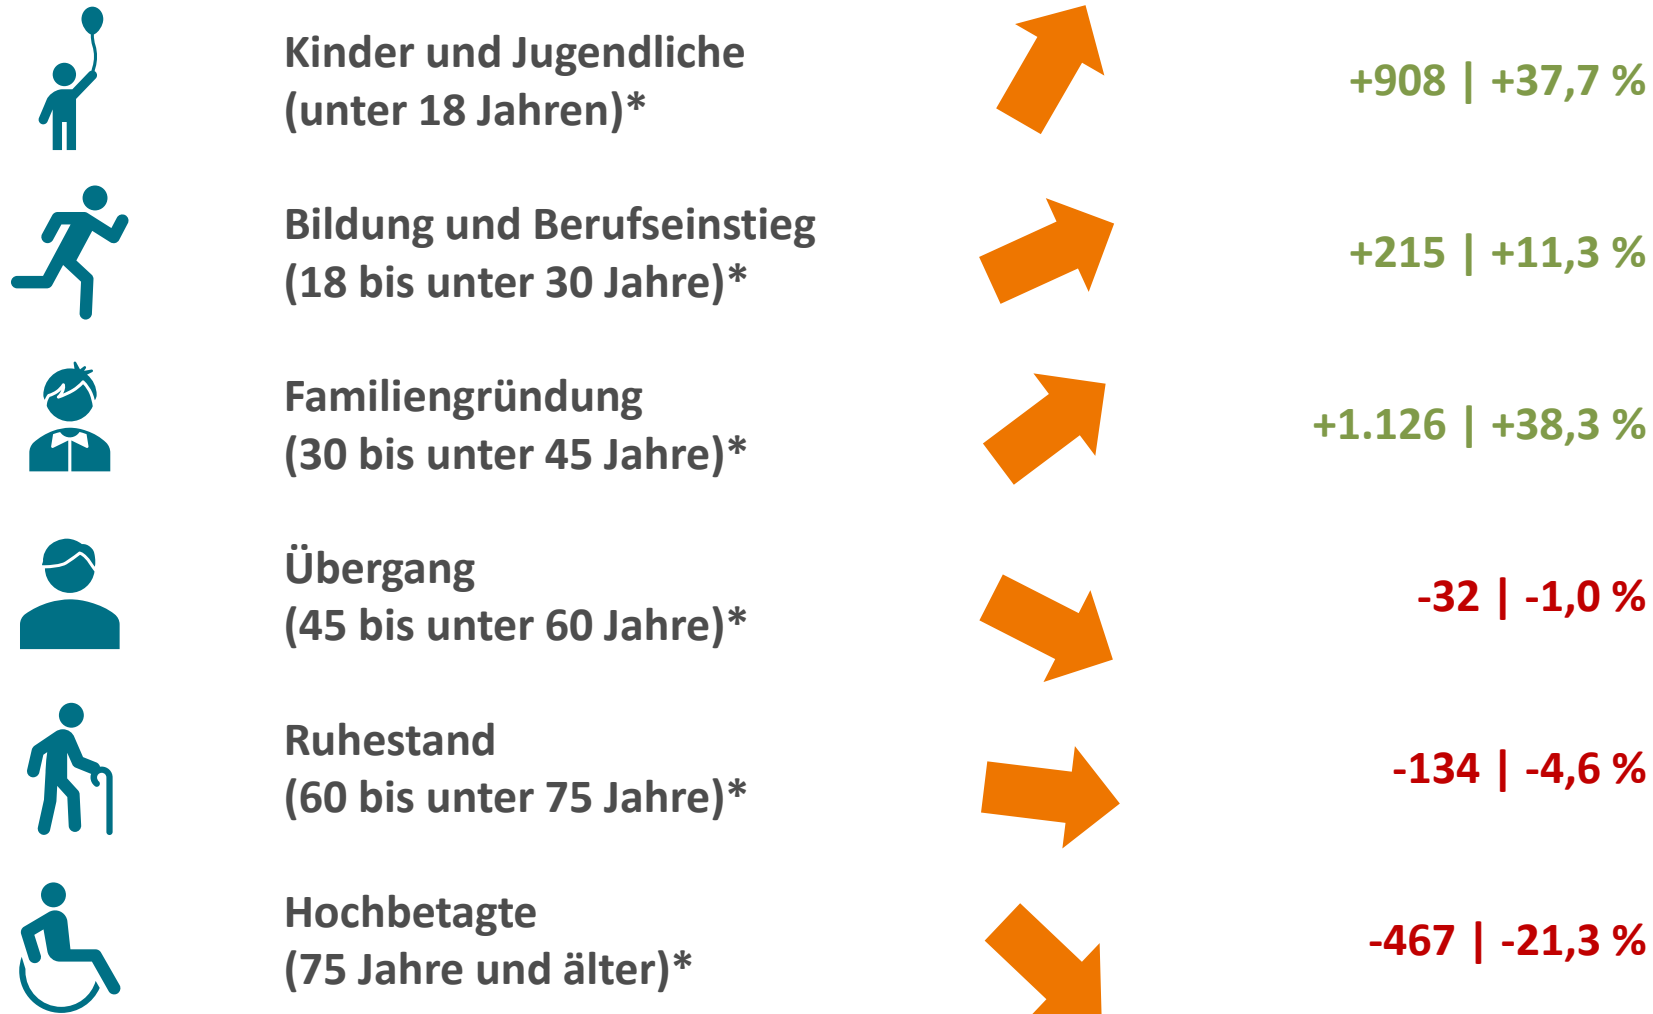 Kinder und Jugendliche
(unter 18 Jahren)*
+908 | +37,7 %
Bildung und Berufseinstieg
(18 bis unter 30 Jahre)*
+215 | +11,3 %
Familiengründung
(30 bis unter 45 Jahre)*
+1.126 | +38,3 %
Übergang
(45 bis unter 60 Jahre)*
-32 | -1,0 %
Ruhestand
(60 bis unter 75 Jahre)*
-134 | -4,6 %
Hochbetagte
(75 Jahre und älter)*
-467 | -21,3 %